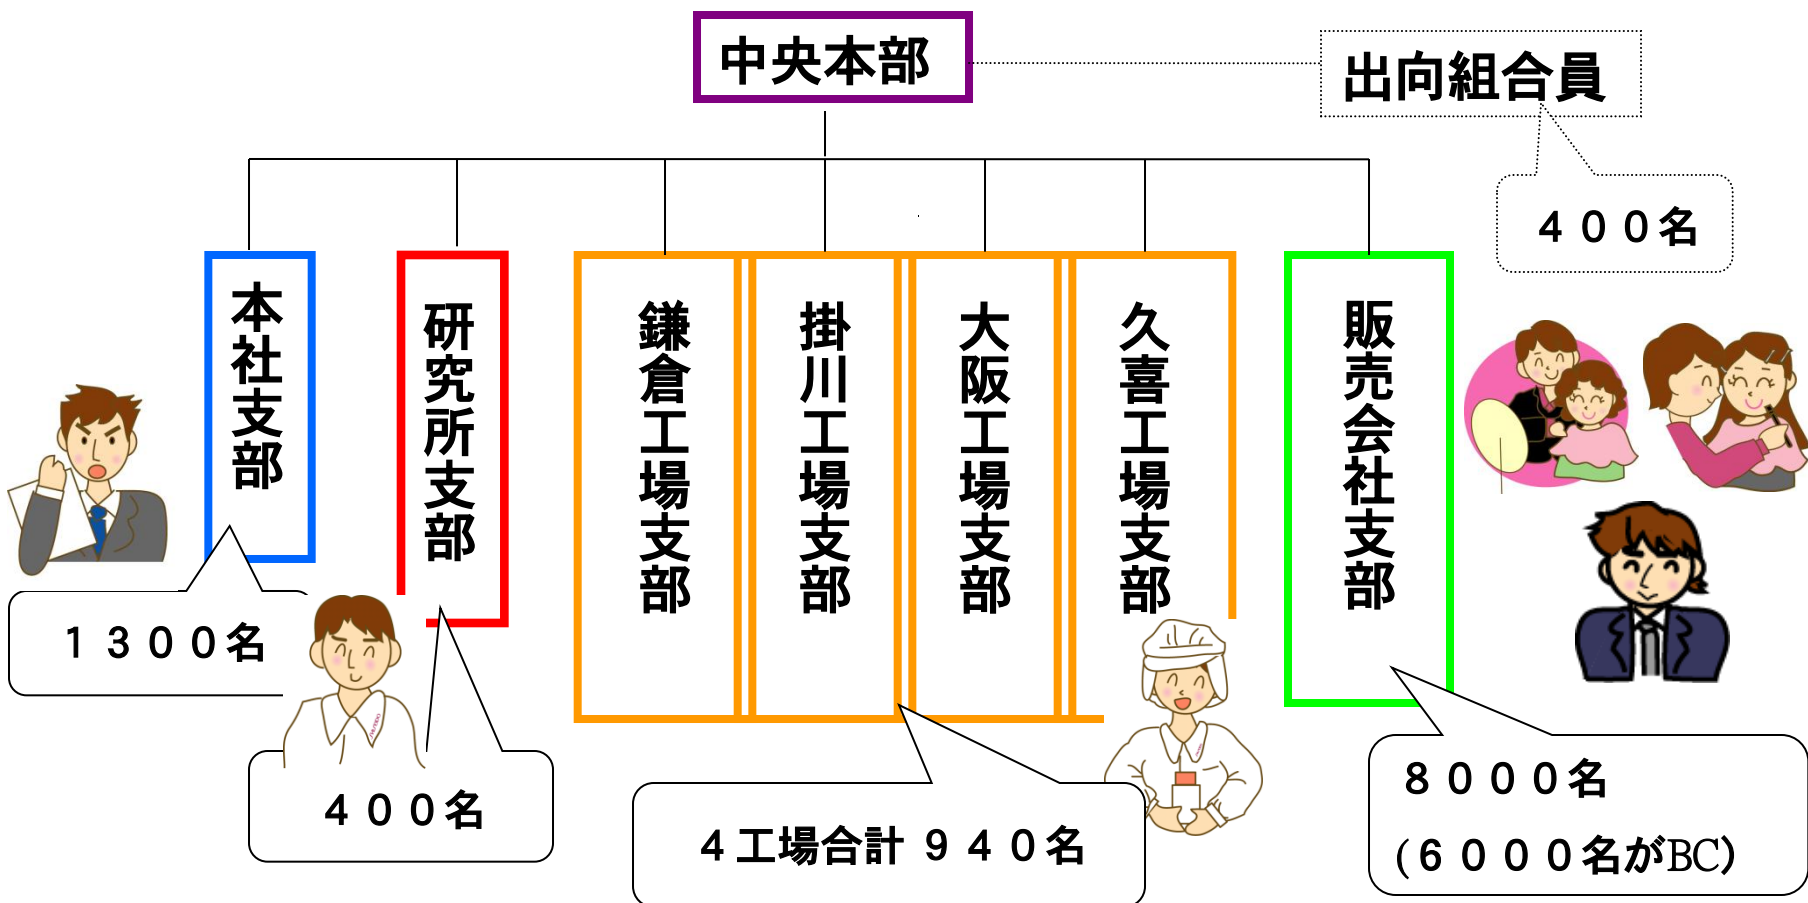 中央本部
出向組合員
４００名
本社支部
研究所支部
鎌倉工場支部
掛川工場支部
大阪工場支部
久喜工場支部
販売会社支部
１３００名
４００名
４工場合計９４０名
８０００名
(６０００名がBC)